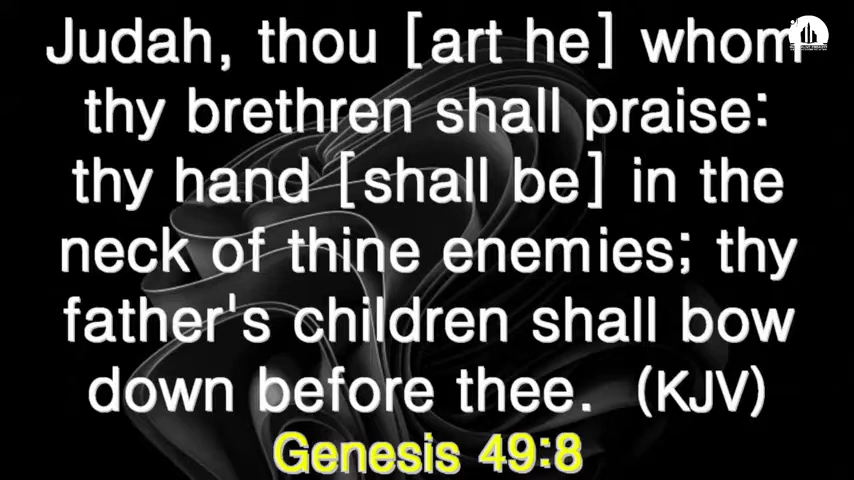 Judah, thou [art he] whom
thy brethren shall praise:
thy hand [shall be] in the
neck of thine enemies; thy
father's children shall bow
down before thee. (KJV)
Genesis 49:8